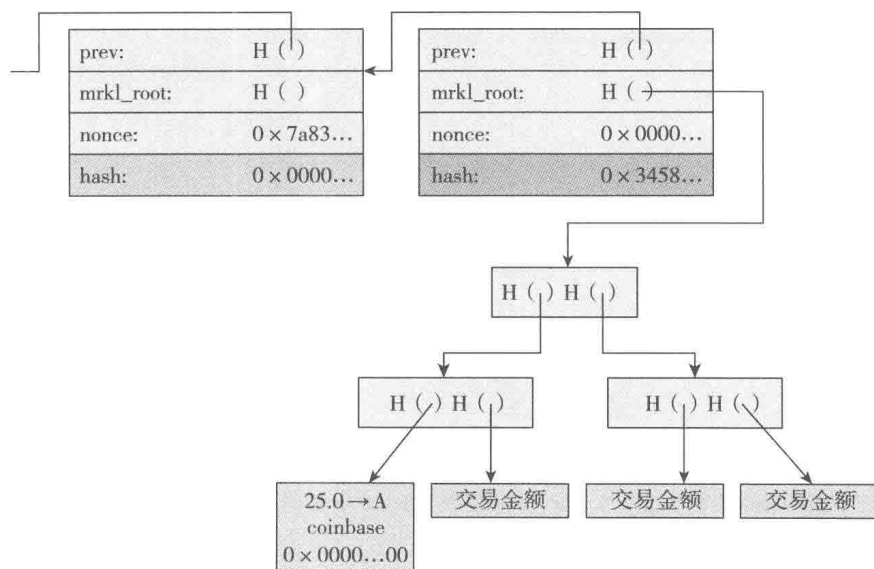 prev: H ( )
mrkl_root: H ( )
nonce: 0 × 7a83...
hash: 0 × 0000...
prev: H ( )
mrkl_root: H ( )
nonce: 0 × 0000...
hash: 0 × 3458...
H ( ) H ( )
H ( ) H ( )
H ( ) H ( )
25.0→A
coinbase
0 × 0000...00
交易金额
交易金额
交易金额